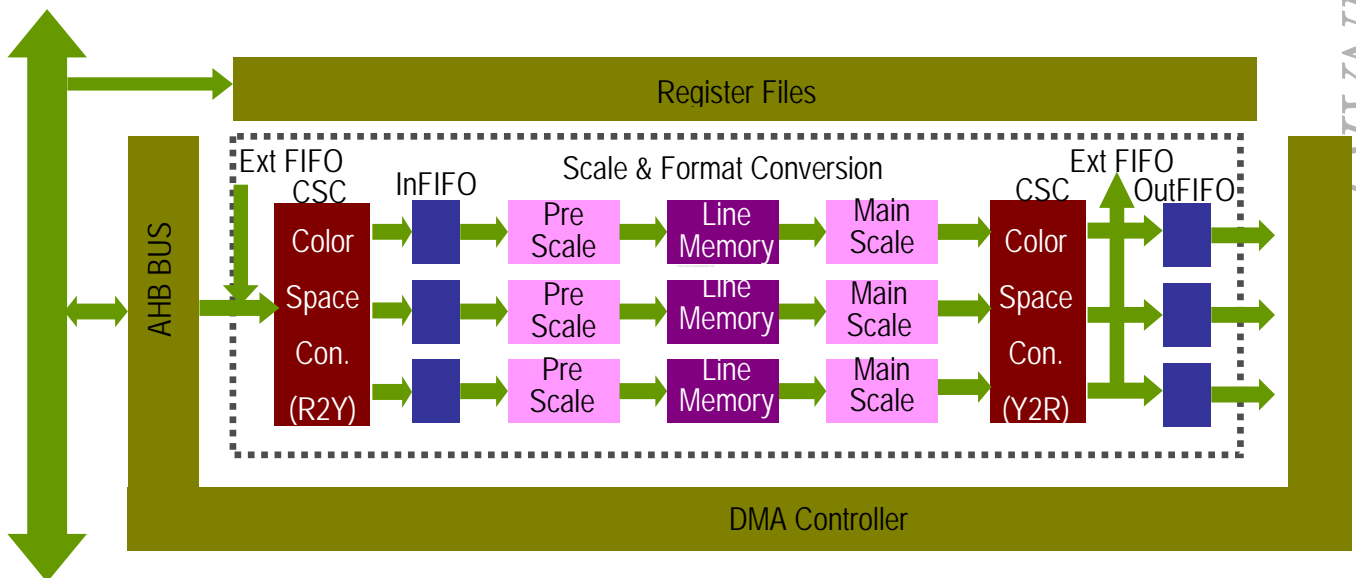 Register Files
Ext FIFO
Scale & Format Conversion
Ext FIFO
CSC
InFIFO
CSC
OutFIFO
AHB BUS
Color
Space
Con.
(R2Y)
Pre
Scale
Line
Memory
Main
Scale
Pre
Scale
Line
Memory
Main
Scale
Pre
Scale
Line
Memory
Main
Scale
Color
Space
Con.
(Y2R)
DMA Controller